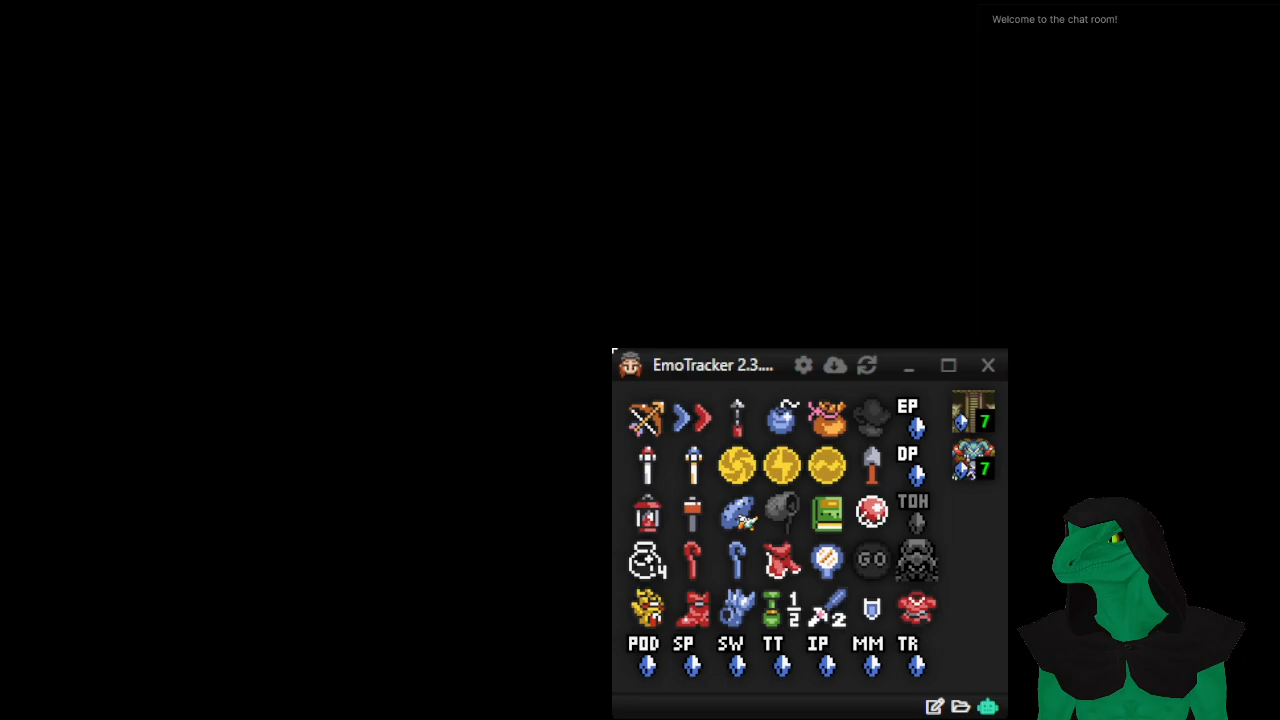 Welcome to the chat room!
EmoTracker 2.3....
EP
7
DP
7
TOH
4
GO
1/2
2
POD SP SW TT IP MM TR